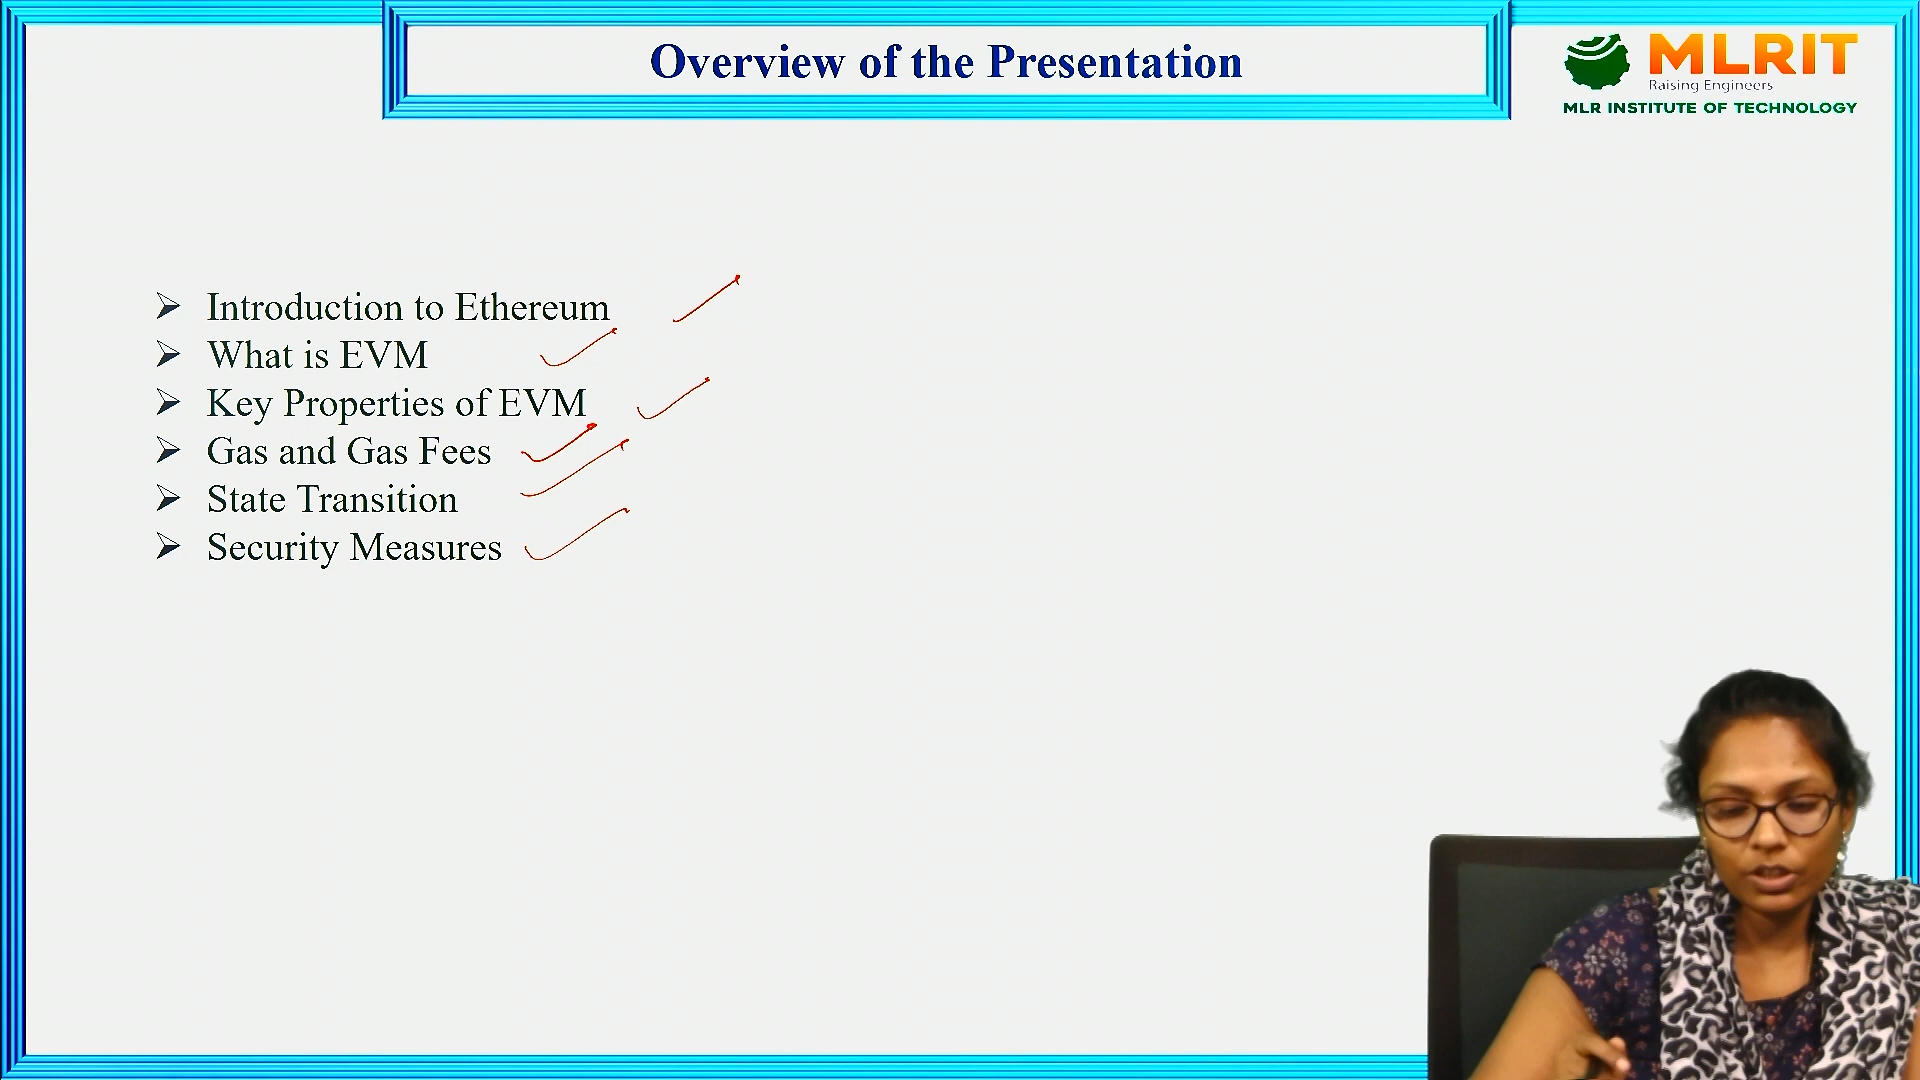 Overview of the Presentation
MLRIT
Raising Engineers
MLR INSTITUTE OF TECHNOLOGY
Introduction to Ethereum
What is EVM
Key Properties of EVM
Gas and Gas Fees
State Transition
Security Measures